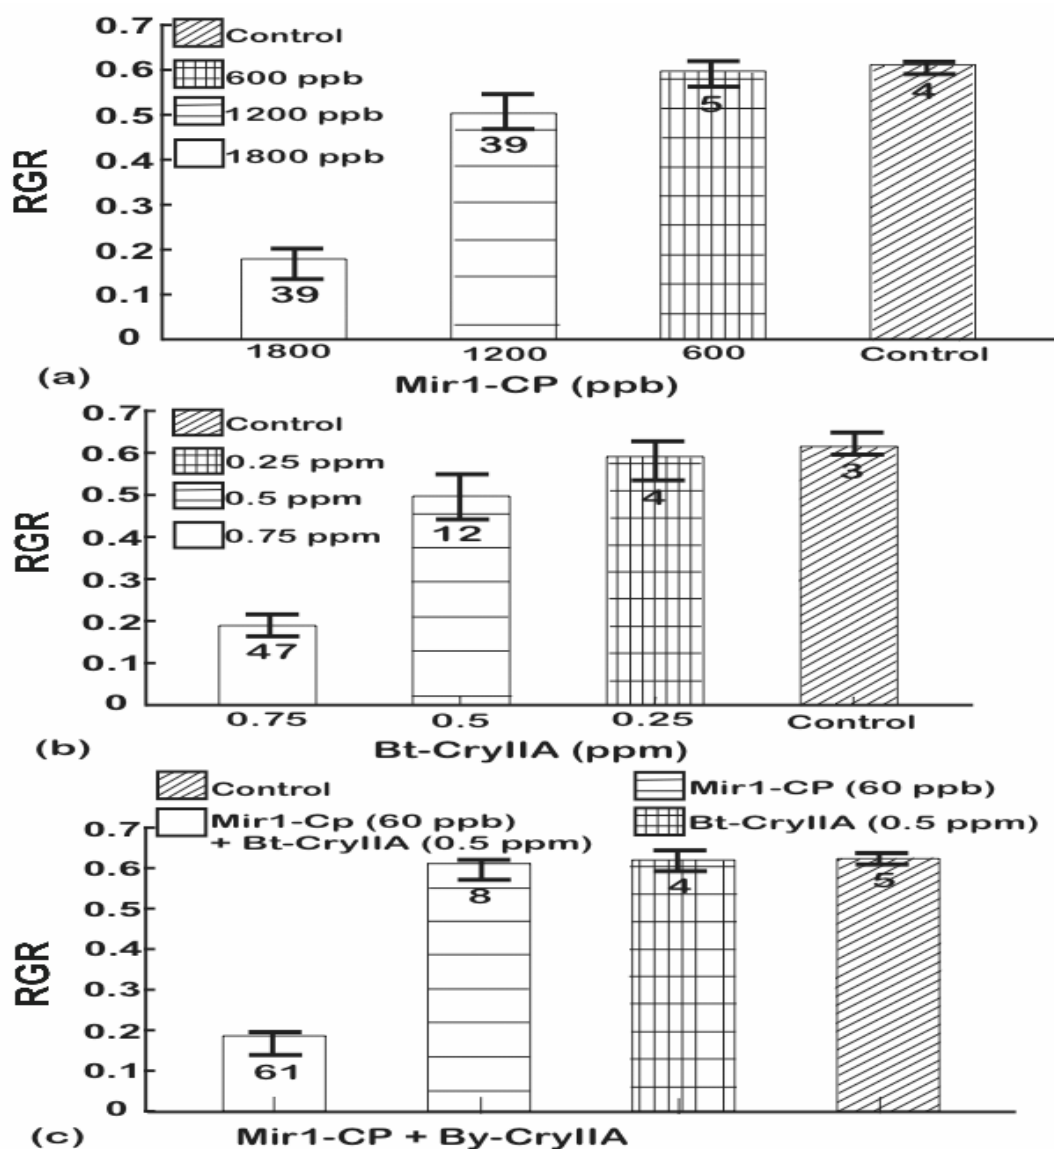 0.7
Control
0.6
600 ppb
5
4
0.5
1200 ppb
39
0.4
1800 ppb
RGR
0.3
0.2
39
0.1
0
1800 1200 600 Control
(a) Mir1-CP (ppb)
0.7
Control
0.6
0.25 ppm
3
0.5
0.5 ppm
4
12
0.4
0.75 ppm
RGR
0.3
0.2
47
0.1
0
0.75 0.5 0.25 Control
(b) Bt-CryIIA (ppm)
Control
Mir1-CP (60 ppb)
Mir1-Cp (60 ppb)
+ Bt-CryIIA (0.5 ppm)
Bt-CryIIA (0.5 ppm)
0.7
0.6
8
4
5
0.5
0.4
RGR
0.3
0.2
61
0.1
0
(c) Mir1-CP + By-CryIIA